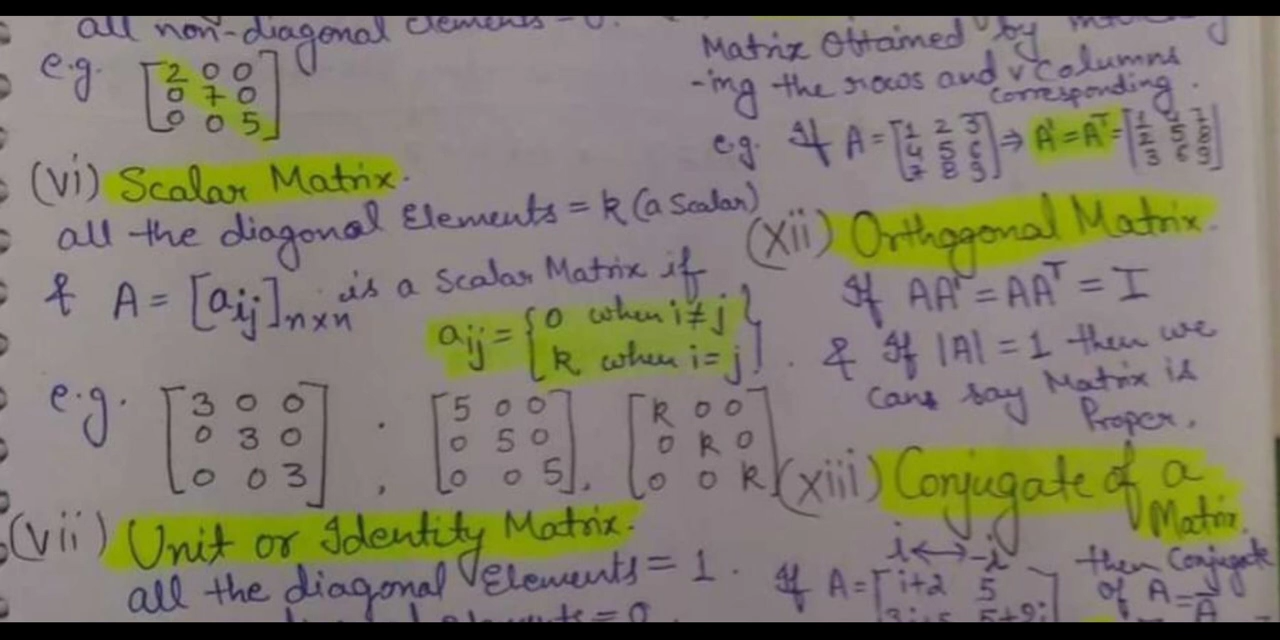 all non-diagonal elements = 0.
e.g. [2 0 0
0 7 0
0 0 5]
(vi) Scalar Matrix.
all the diagonal Elements = k (a Scalar)
& A = [aij]n×n is a Scalar Matrix if
aij = {0 when i≠j
k when i=j}.
e.g. [3 0 0
0 3 0
0 0 3] , [5 0 0
0 5 0
0 0 5], [k 0 0
0 k 0
0 0 k]
(vii) Unit or Identity Matrix.
all the diagonal Elements = 1.
= 0
Matrix Obtained by
-ing the rows and Columns
corresponding.
e.g. If A = [1 2 3
4 5 6
7 8 9] ⇒ A' = Aᵀ = [1 4 7
2 5 8
3 6 9]
(xii) Orthogonal Matrix.
If AA' = AAᵀ = I
& If |A| = 1 then we
can say Matrix is
Proper.
(xiii) Conjugate of a
Matrix.
i ↔ -i
If A = [i+2 5
then Conjugate
of A = Ā